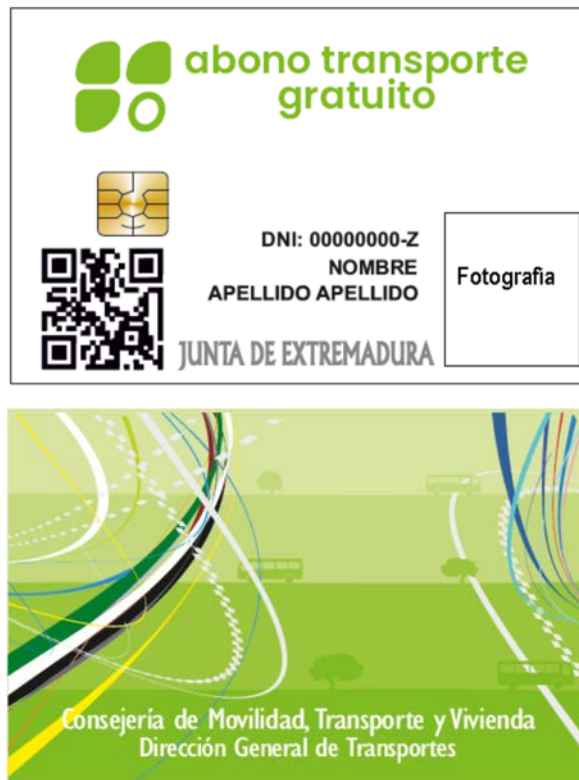 abono transporte
gratuito
DNI: 00000000-Z
NOMBRE
APELLIDO APELLIDO
Fotografia
JUNTA DE EXTREMADURA
Consejería de Movilidad, Transporte y Vivienda
Dirección General de Transportes